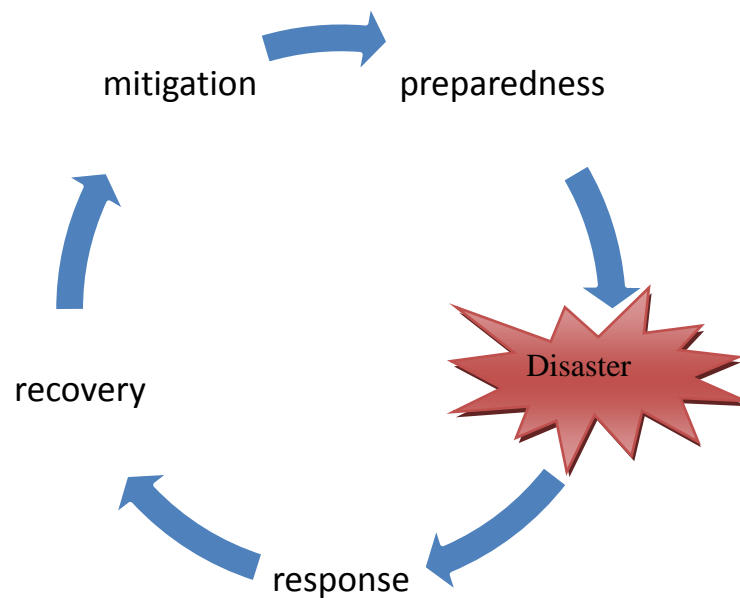 mitigation
preparedness
Disaster
recovery
response